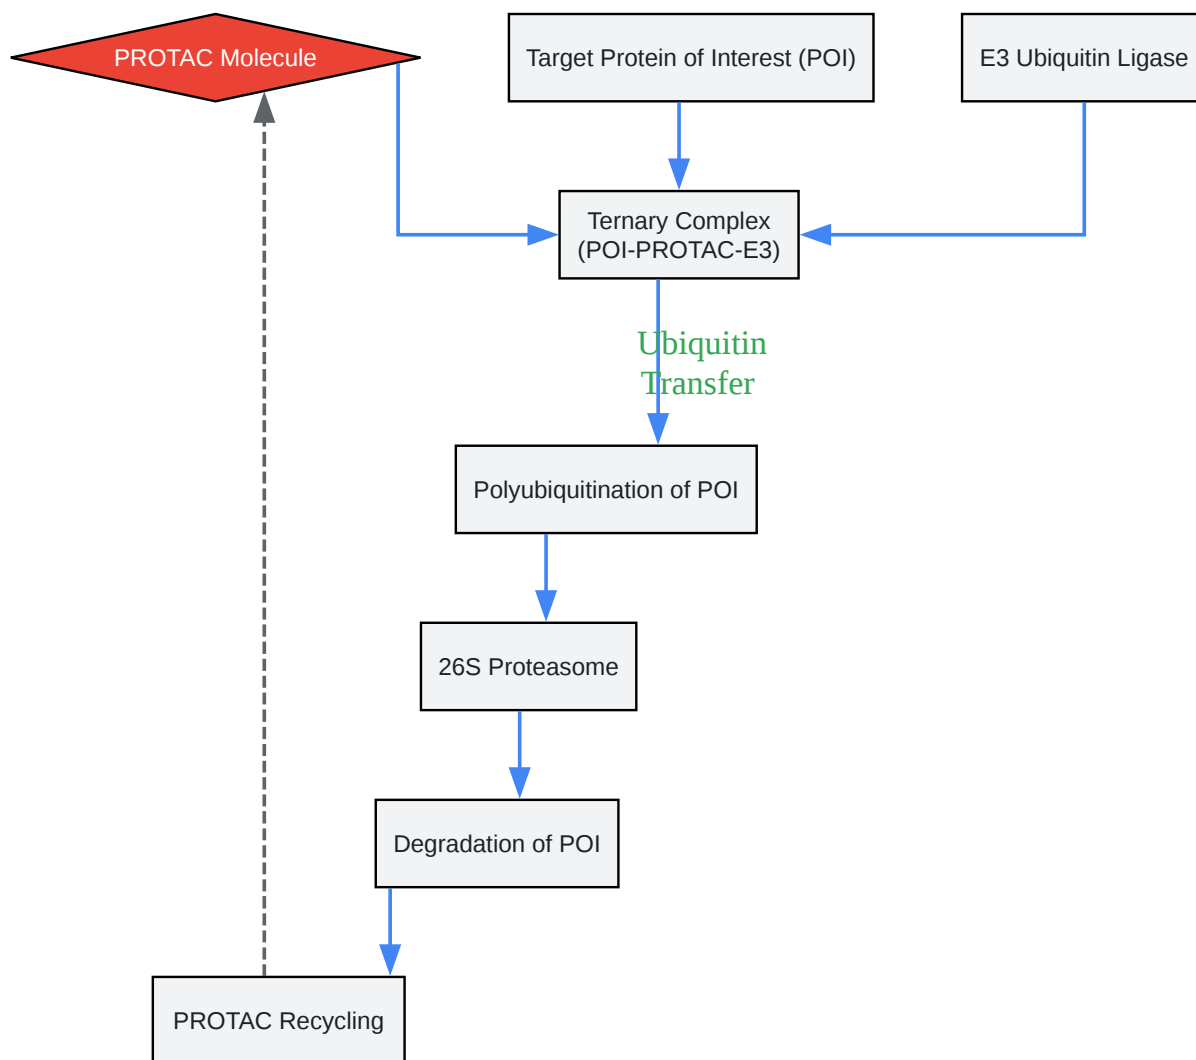 PROTAC Molecule
Target Protein of Interest (POI)
E3 Ubiquitin Ligase
Ternary Complex
(POI-PROTAC-E3)
Ubiquitin
Transfer
Polyubiquitination of POI
26S Proteasome
Degradation of POI
PROTAC Recycling